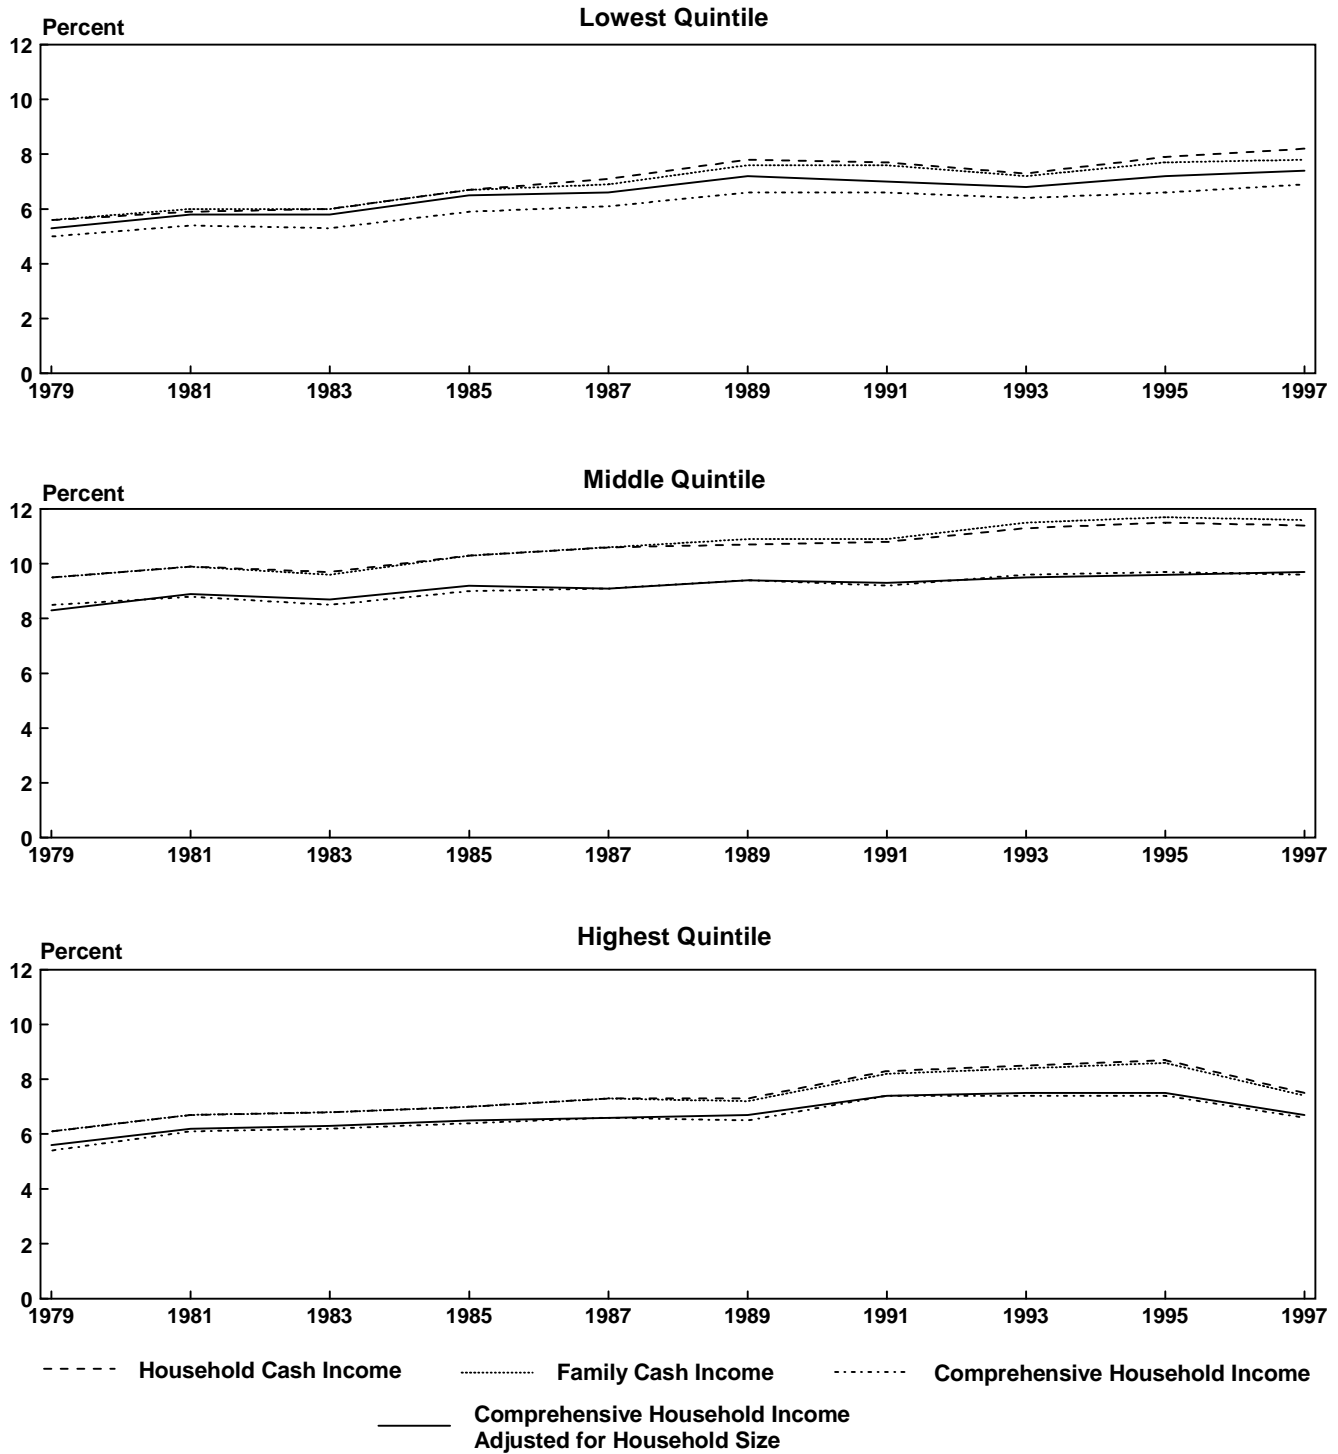 Lowest Quintile
Percent
12
10
8
6
4
2
0
1979 1981 1983 1985 1987 1989 1991 1993 1995 1997
Middle Quintile
Percent
12
10
8
6
4
2
0
1979 1981 1983 1985 1987 1989 1991 1993 1995 1997
Highest Quintile
Percent
12
10
8
6
4
2
0
1979 1981 1983 1985 1987 1989 1991 1993 1995 1997
Household Cash Income Family Cash Income Comprehensive Household Income
Comprehensive Household Income
Adjusted for Household Size